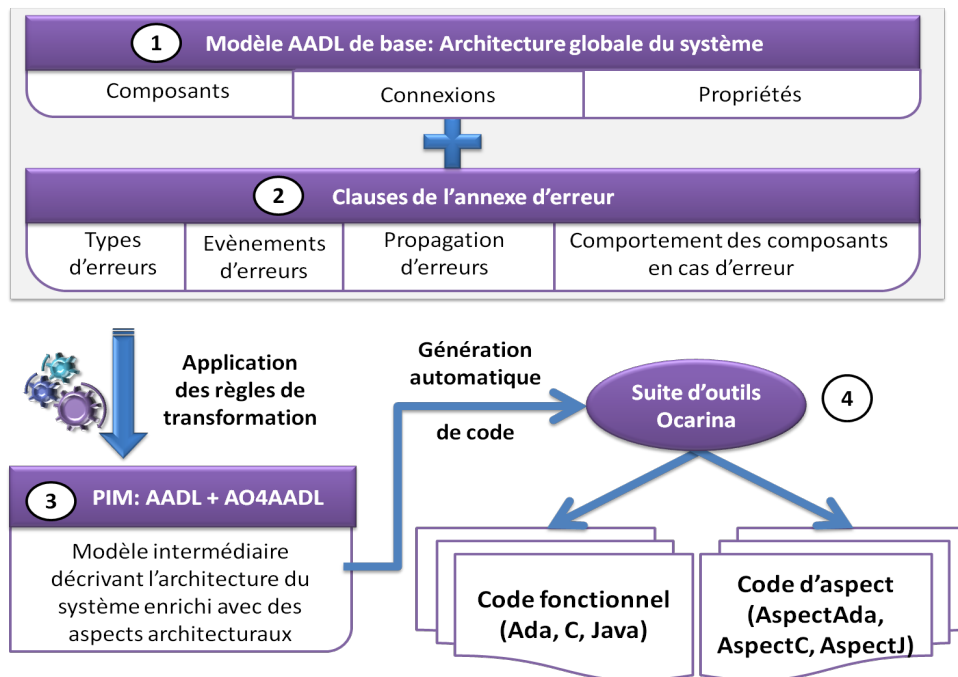 1 Modèle AADL de base: Architecture globale du système
Composants
Connexions
Propriétés
2 Clauses de l'annexe d'erreur
Types
d'erreurs
Evènements
d'erreurs
Propagation
d'erreurs
Comportement des composants
en cas d'erreur
Application
des règles de
transformation
Génération
automatique
de code
Suite d'outils
Ocarina
4
3 PIM: AADL + AO4AADL
Modèle intermédiaire
décrivant l'architecture du
système enrichi avec des
aspects architecturaux
Code fonctionnel
(Ada, C, Java)
Code d'aspect
(AspectAda,
AspectC, AspectJ)